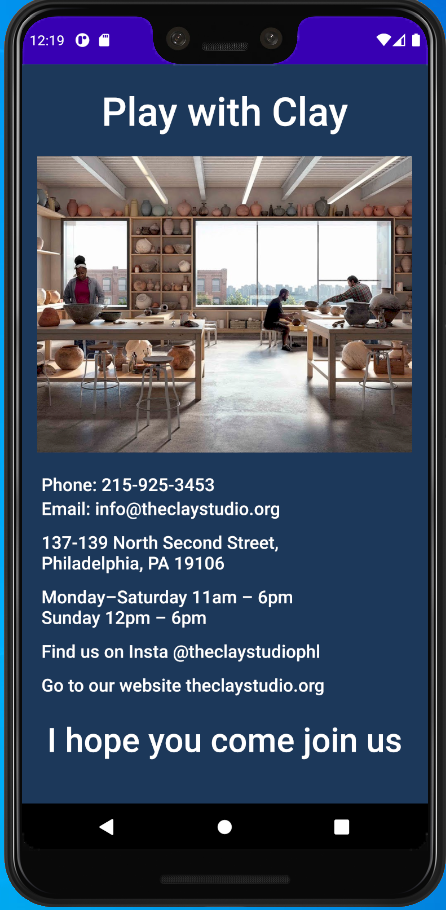 12:19
Play with Clay
Phone: 215-925-3453
Email: info@theclaystudio.org
137-139 North Second Street,
Philadelphia, PA 19106
Monday–Saturday 11am – 6pm
Sunday 12pm – 6pm
Find us on Insta @theclaystudiophl
Go to our website theclaystudio.org
I hope you come join us